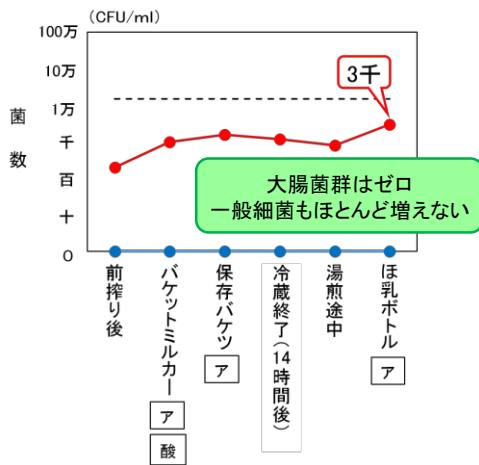 (CFU/ml)
100万
10万
1万
千
百
十
0
菌数
3千
大腸菌群はゼロ
一般細菌もほとんど増えない
前搾り後
バケットミルカー
ア
酸
保存バケツ
ア
冷蔵終了(14時間後)
湯煎途中
ほ乳ボトル
ア